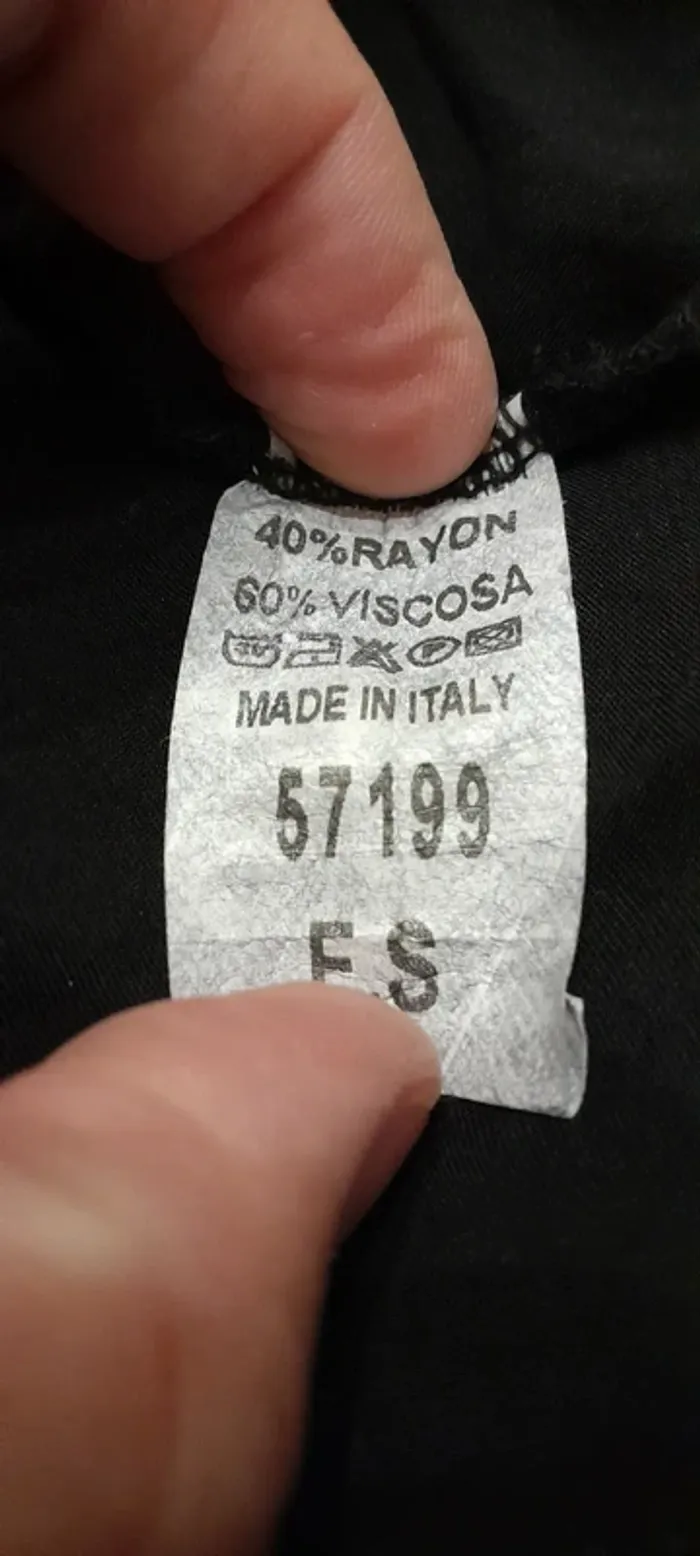 40%RAYON
60% VISCOSA
MADE IN ITALY
57199
F.S